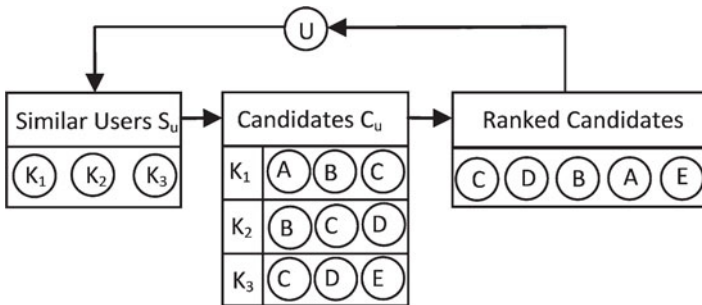 U
Similar Users Sᵤ
K₁ K₂ K₃
Candidates Cᵤ
K₁ A B C
K₂ B C D
K₃ C D E
Ranked Candidates
C D B A E